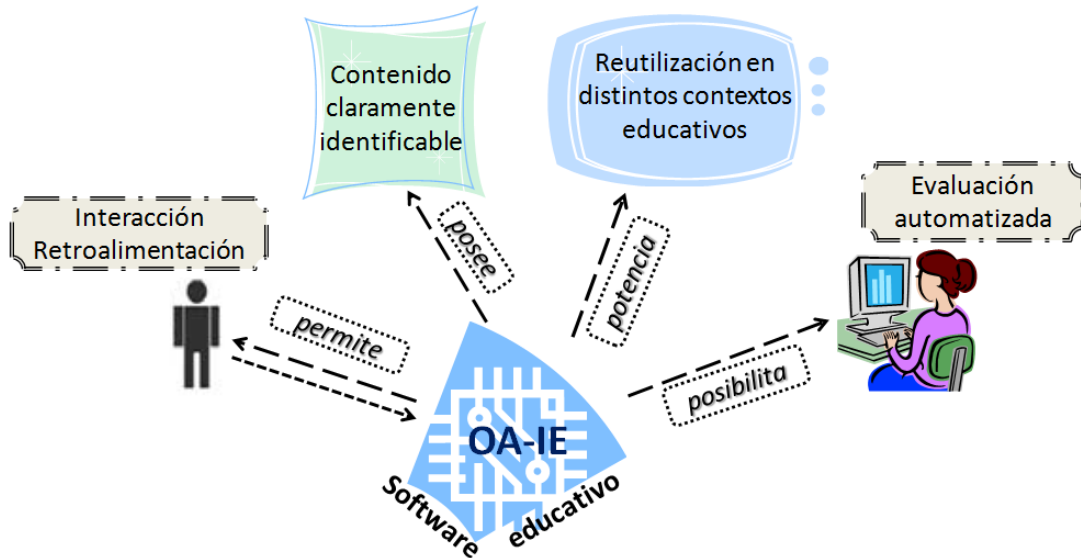 Contenido
claramente
identificable
Reutilización en
distintos contextos
educativos
Interacción
Retroalimentación
Evaluación
automatizada
posee
potencia
permite
posibilita
OA-IE
Software
educativo